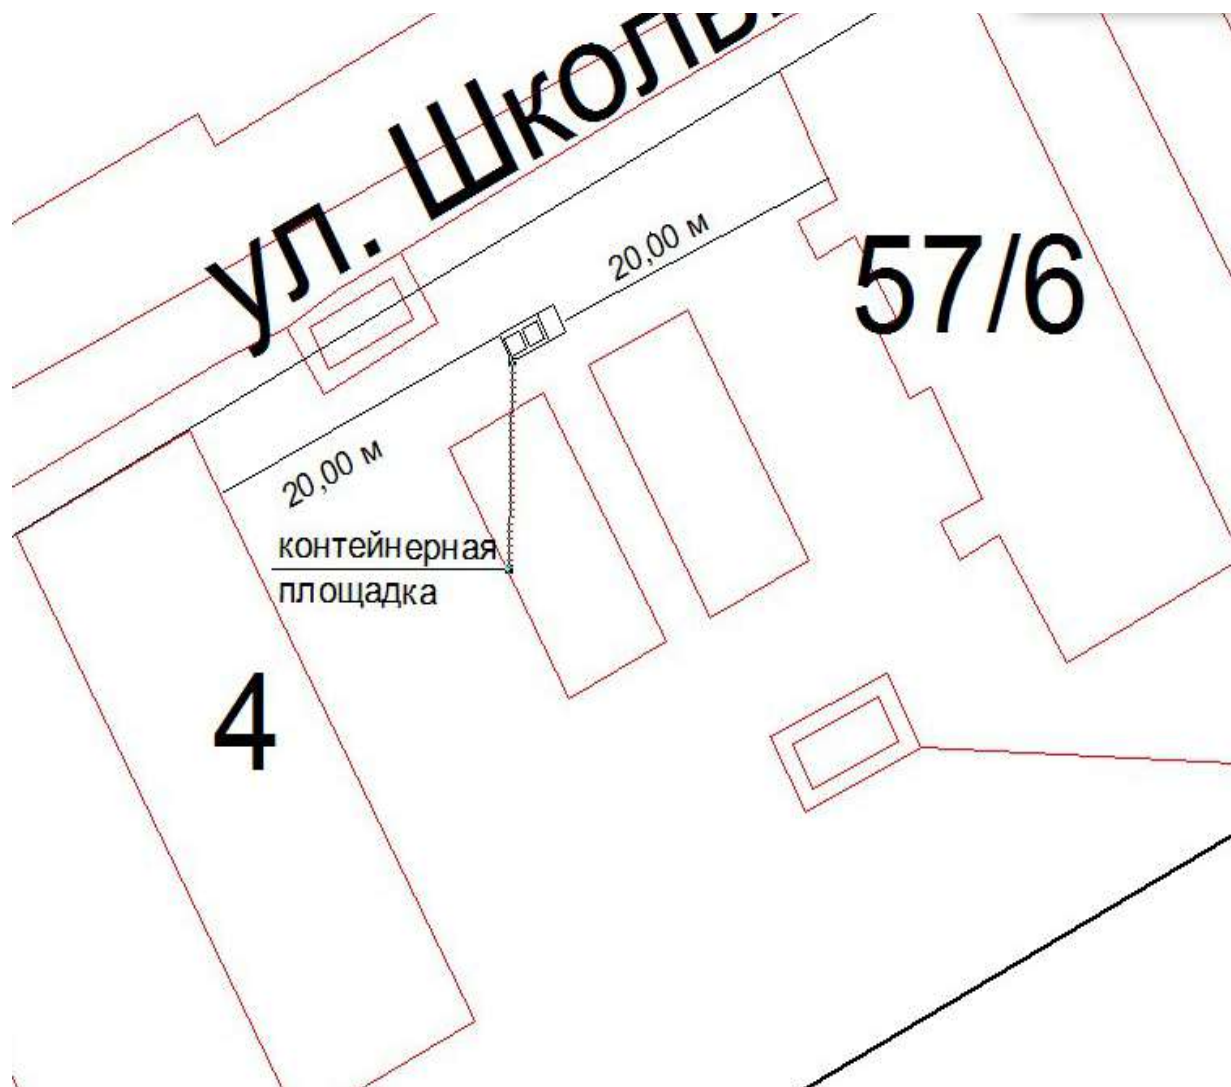 ул. Школь
20,00 м
57/6
20,00 м
контейнерная
площадка
4